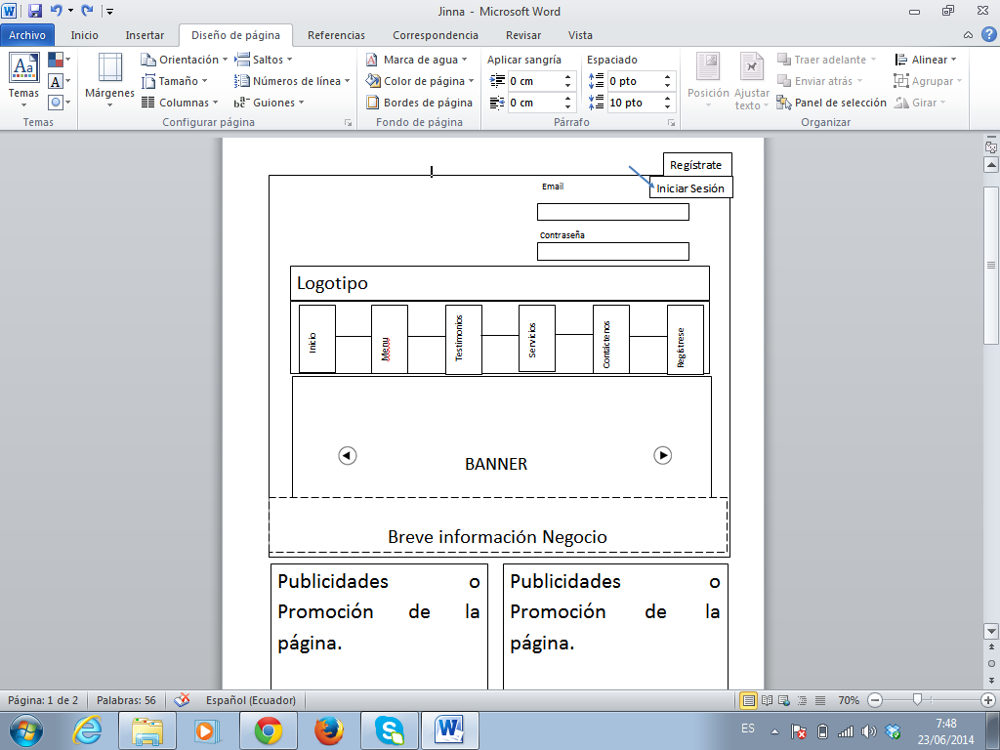 Jinna - Microsoft Word
Archivo Inicio Insertar Diseño de página Referencias Correspondencia Revisar Vista
Aa Temas
Márgenes
Orientación
Tamaño
Columnas
Saltos
Números de línea
Guiones
Marca de agua
Color de página
Bordes de página
Aplicar sangría
0 cm
0 cm
Espaciado
0 pto
10 pto
Posición
Ajustar texto
Traer adelante
Enviar atrás
Panel de selección
Alinear
Agrupar
Girar
Temas Configurar página Fondo de página Párrafo Organizar
Regístrate
Iniciar Sesión
Email
Contraseña
Logotipo
Inicio
Menu
Testimonios
Servicios
Contáctenos
Regístrese
BANNER
Breve información Negocio
Publicidades o
Promoción de la
página.
Publicidades o
Promoción de la
página.
Página: 1 de 2 Palabras: 56 Español (Ecuador) 70%
ES 7:48
23/06/2014